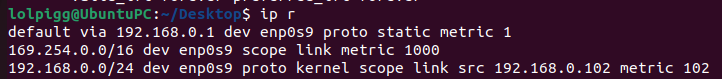 lolpigg@UbuntuPC:~/Desktop$ ip r
default via 192.168.0.1 dev enp0s9 proto static metric 1
169.254.0.0/16 dev enp0s9 scope link metric 1000
192.168.0.0/24 dev enp0s9 proto kernel scope link src 192.168.0.102 metric 102